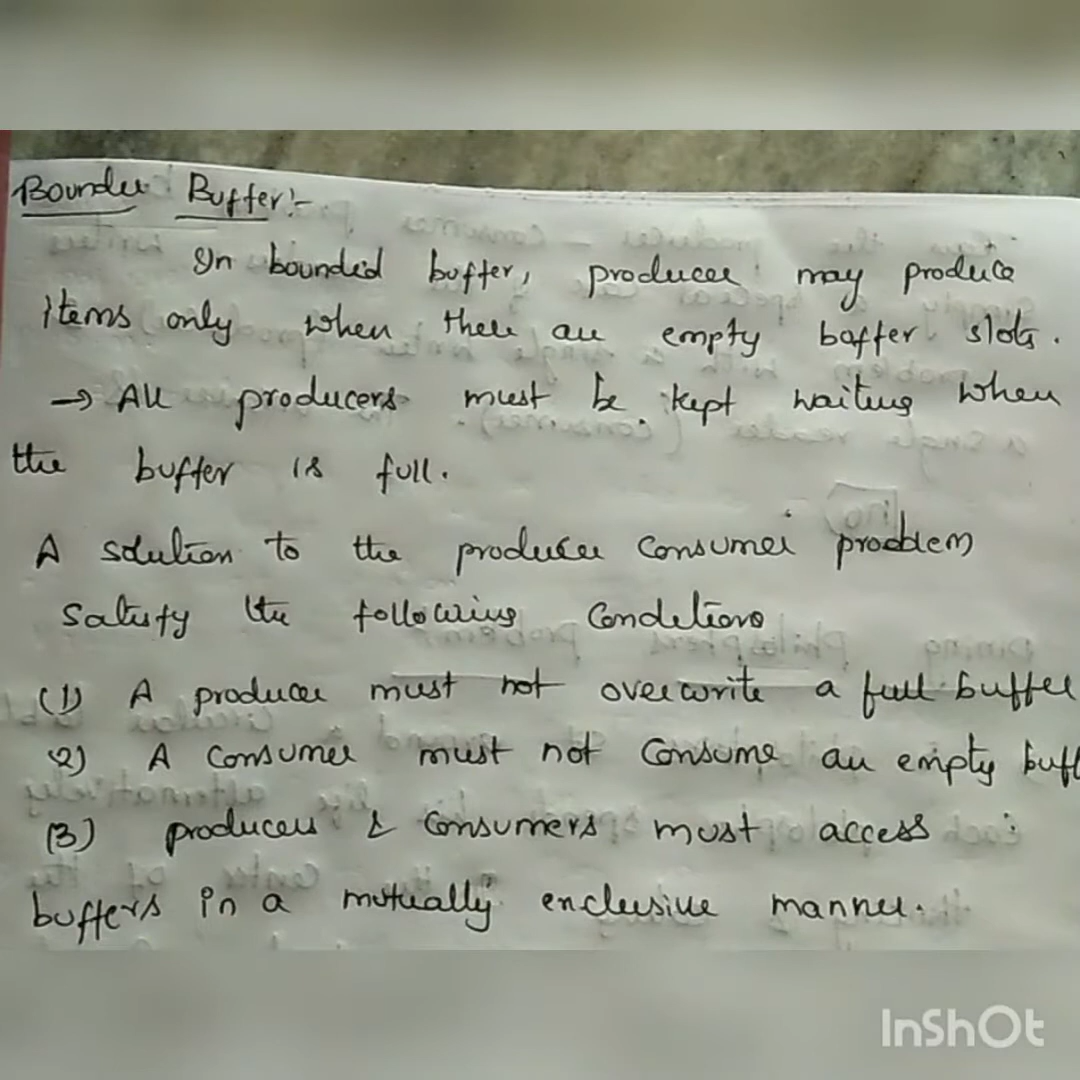 Bounded Buffer:-
In bounded buffer, producer may produce
items only when there are empty baffer slots.
→ All producers must be kept waiting when
the buffer is full.
A solution to the producer consumer problem
Satisfy the following Conditions
(1) A producer must not overwrite a full buffer
(2) A consumer must not consume an empty buff
(3) producers & consumers must access
buffers in a mutually exclusive manner.
InShOt